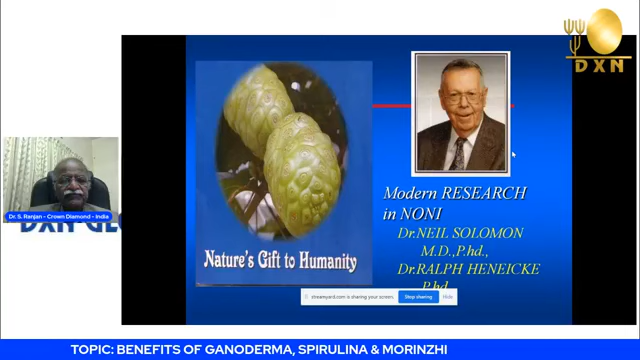 DXN
Modern RESEARCH
in NONI
Dr.NEIL SOLOMON
M.D.,P.hd.,
Dr.RALPH HENEICKE
P.hd
Nature's Gift to Humanity
streamyard.com is sharing your screen.
Stop sharing
Hide
Dr. S. Ranjan - Crown Diamond - India
TOPIC: BENEFITS OF GANODERMA, SPIRULINA & MORINZHI